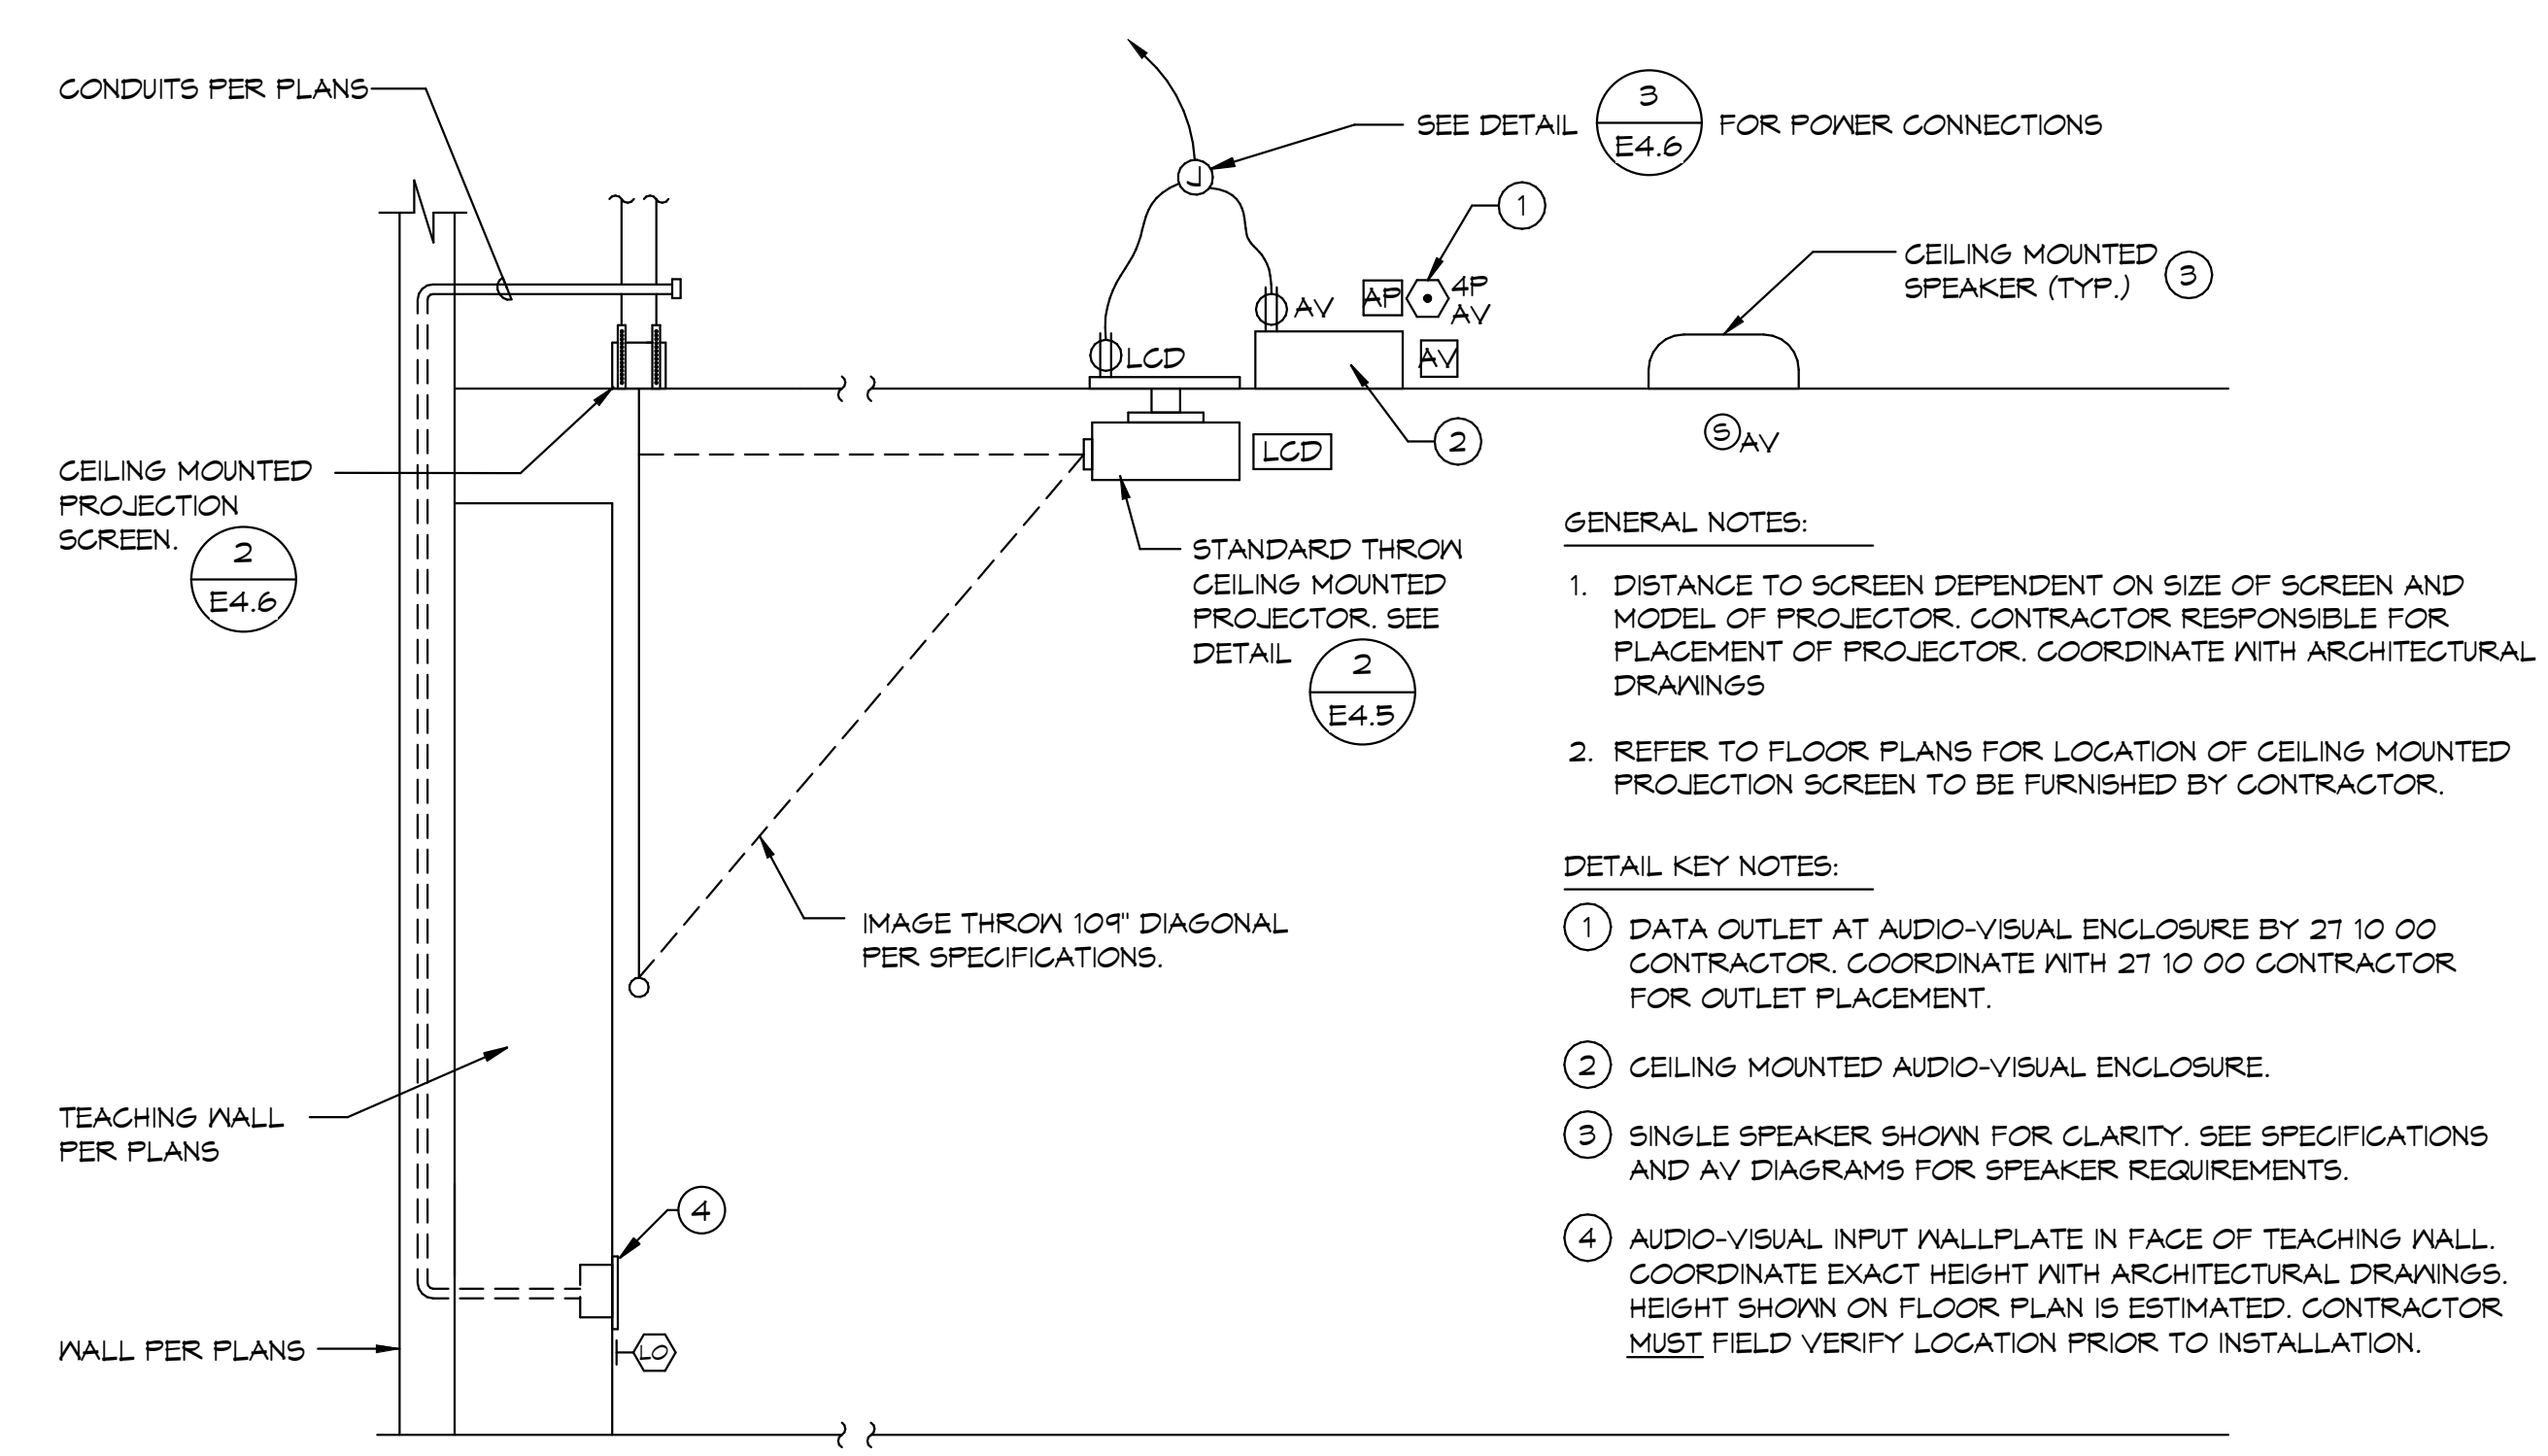 CONDUITS PER PLANS
SEE DETAIL 3 E4.6 FOR POWER CONNECTIONS
J
1
CEILING MOUNTED
SPEAKER (TYP.) 3
AP
4P
AV
AV
AV
LCD
LCD
2
S AV
CEILING MOUNTED
PROJECTION
SCREEN.
2
E4.6
STANDARD THROW
CEILING MOUNTED
PROJECTOR. SEE
DETAIL
2
E4.5
IMAGE THROW 109" DIAGONAL
PER SPECIFICATIONS.
TEACHING WALL
PER PLANS
4
WALL PER PLANS
LO
GENERAL NOTES:
1. DISTANCE TO SCREEN DEPENDENT ON SIZE OF SCREEN AND
MODEL OF PROJECTOR. CONTRACTOR RESPONSIBLE FOR
PLACEMENT OF PROJECTOR. COORDINATE WITH ARCHITECTURAL
DRAWINGS
2. REFER TO FLOOR PLANS FOR LOCATION OF CEILING MOUNTED
PROJECTION SCREEN TO BE FURNISHED BY CONTRACTOR.
DETAIL KEY NOTES:
1 DATA OUTLET AT AUDIO-VISUAL ENCLOSURE BY 27 10 00
CONTRACTOR. COORDINATE WITH 27 10 00 CONTRACTOR
FOR OUTLET PLACEMENT.
2 CEILING MOUNTED AUDIO-VISUAL ENCLOSURE.
3 SINGLE SPEAKER SHOWN FOR CLARITY. SEE SPECIFICATIONS
AND AV DIAGRAMS FOR SPEAKER REQUIREMENTS.
4 AUDIO-VISUAL INPUT WALLPLATE IN FACE OF TEACHING WALL.
COORDINATE EXACT HEIGHT WITH ARCHITECTURAL DRAWINGS.
HEIGHT SHOWN ON FLOOR PLAN IS ESTIMATED. CONTRACTOR
MUST FIELD VERIFY LOCATION PRIOR TO INSTALLATION.